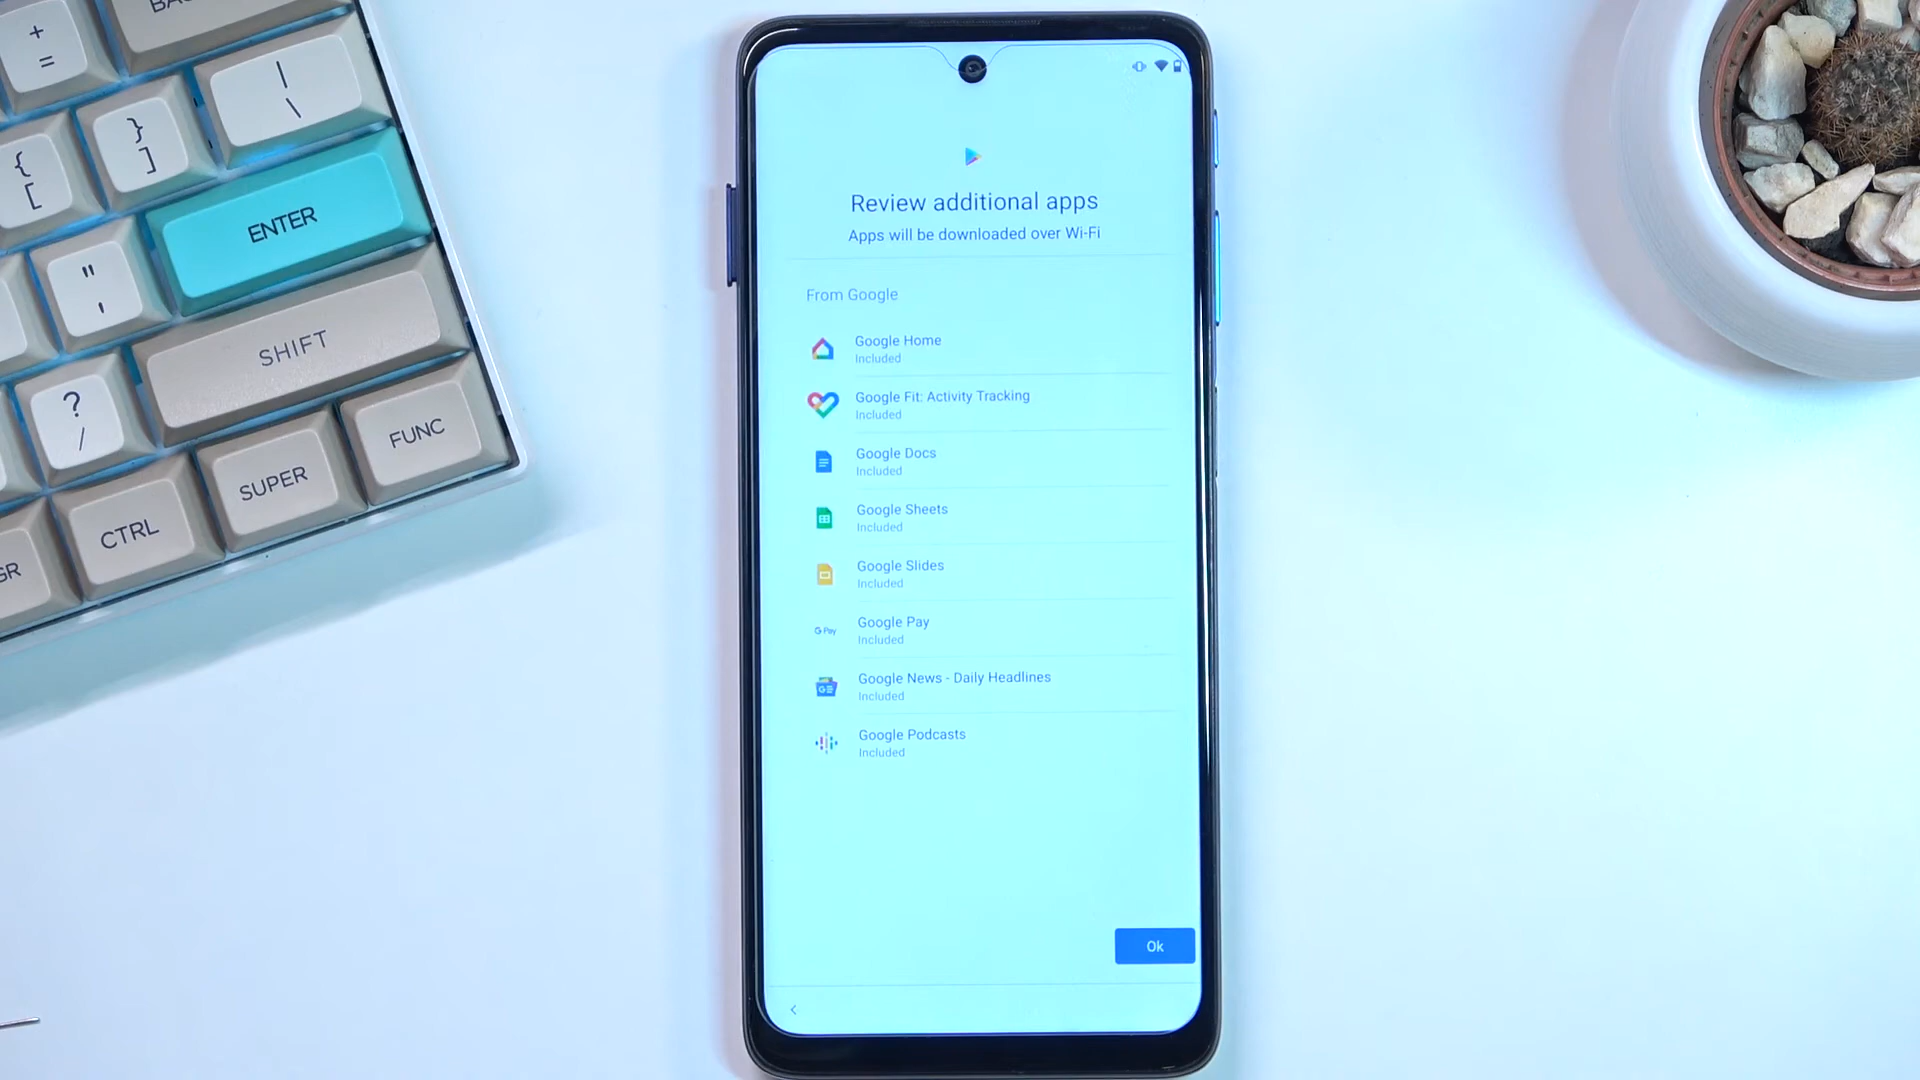 +
=
|
\
{
[
}
]
ENTER
"
'
SHIFT
?
/
FUNC
SUPER
CTRL
GR
Review additional apps
Apps will be downloaded over Wi-Fi
From Google
Google Home
Included
Google Fit: Activity Tracking
Included
Google Docs
Included
Google Sheets
Included
Google Slides
Included
G Pay
Google Pay
Included
GE
Google News - Daily Headlines
Included
Google Podcasts
Included
Ok